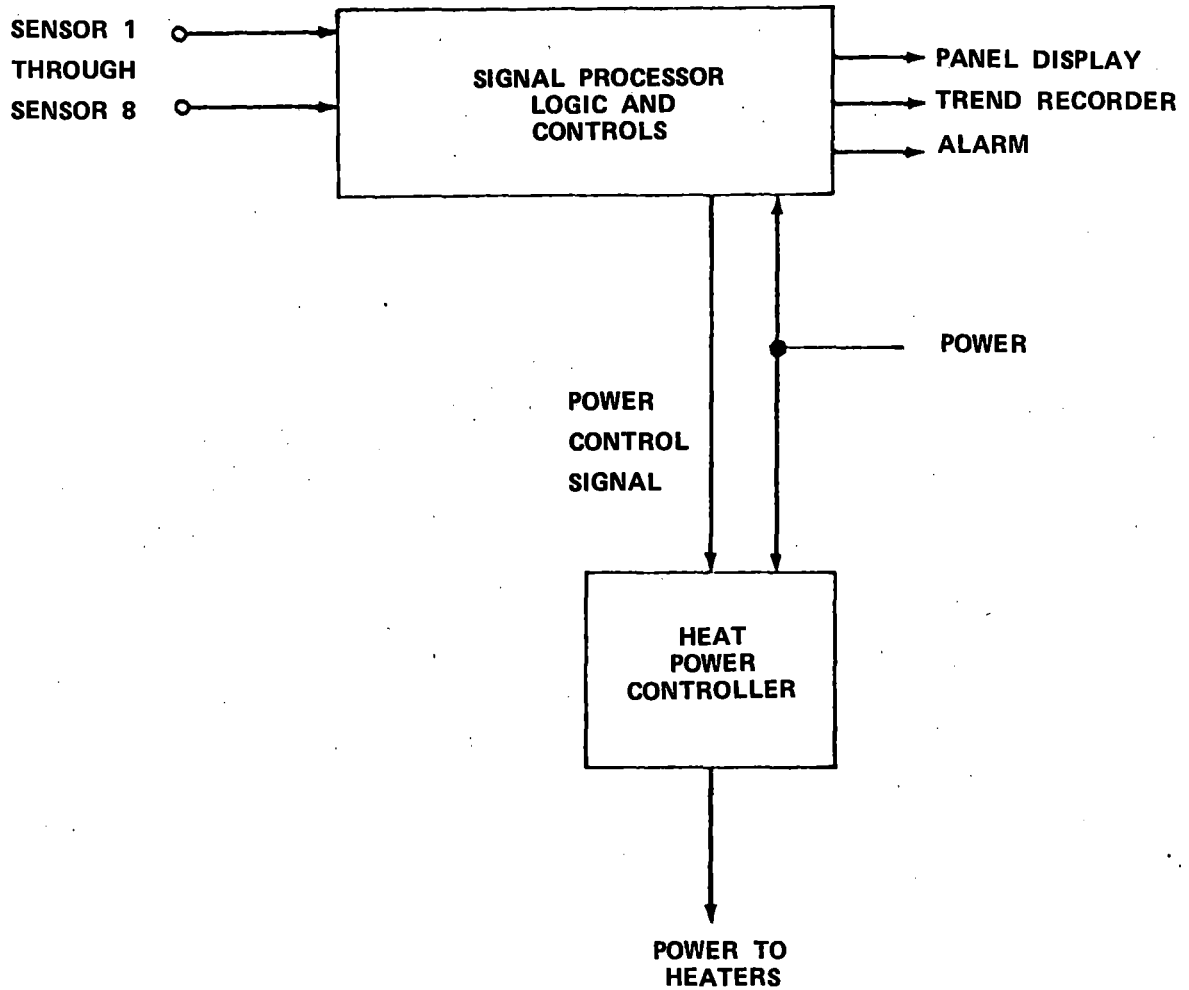 SENSOR 1
THROUGH
SENSOR 8
SIGNAL PROCESSOR
LOGIC AND
CONTROLS
PANEL DISPLAY
TREND RECORDER
ALARM
POWER
POWER
CONTROL
SIGNAL
HEAT
POWER
CONTROLLER
POWER TO
HEATERS